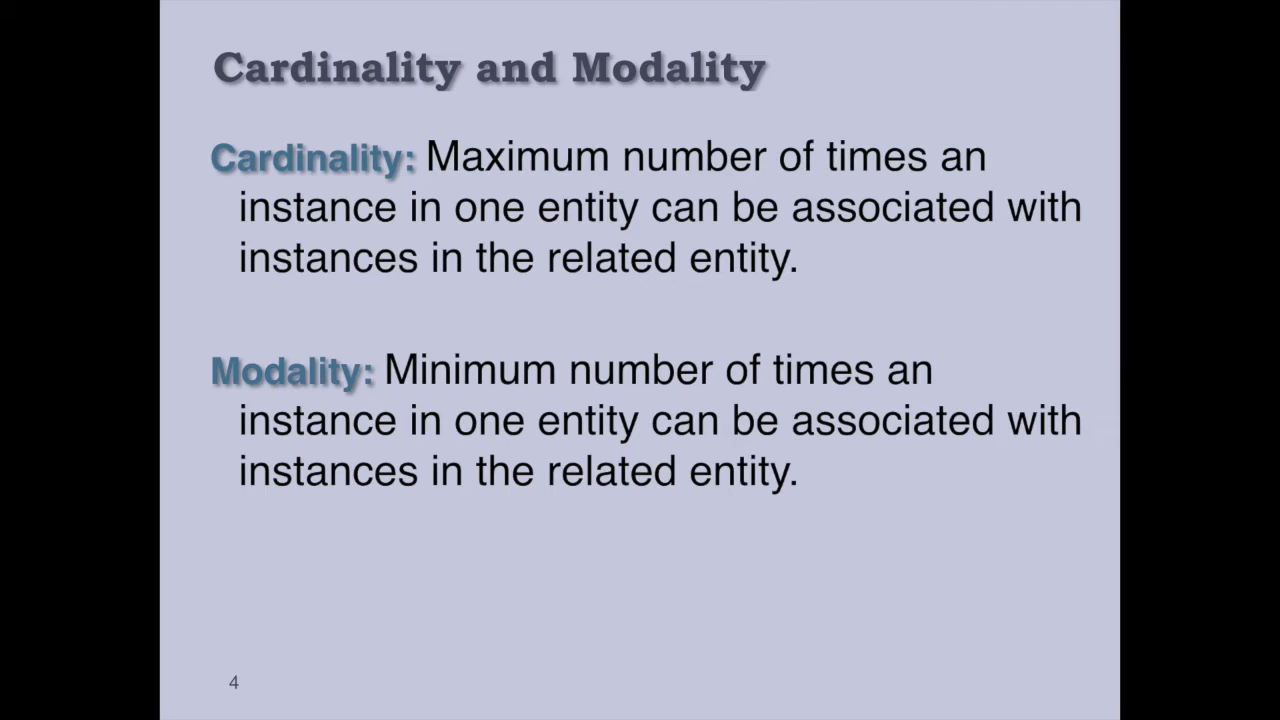 Cardinality and Modality
Cardinality: Maximum number of times an
instance in one entity can be associated with
instances in the related entity.
Modality: Minimum number of times an
instance in one entity can be associated with
instances in the related entity.
4